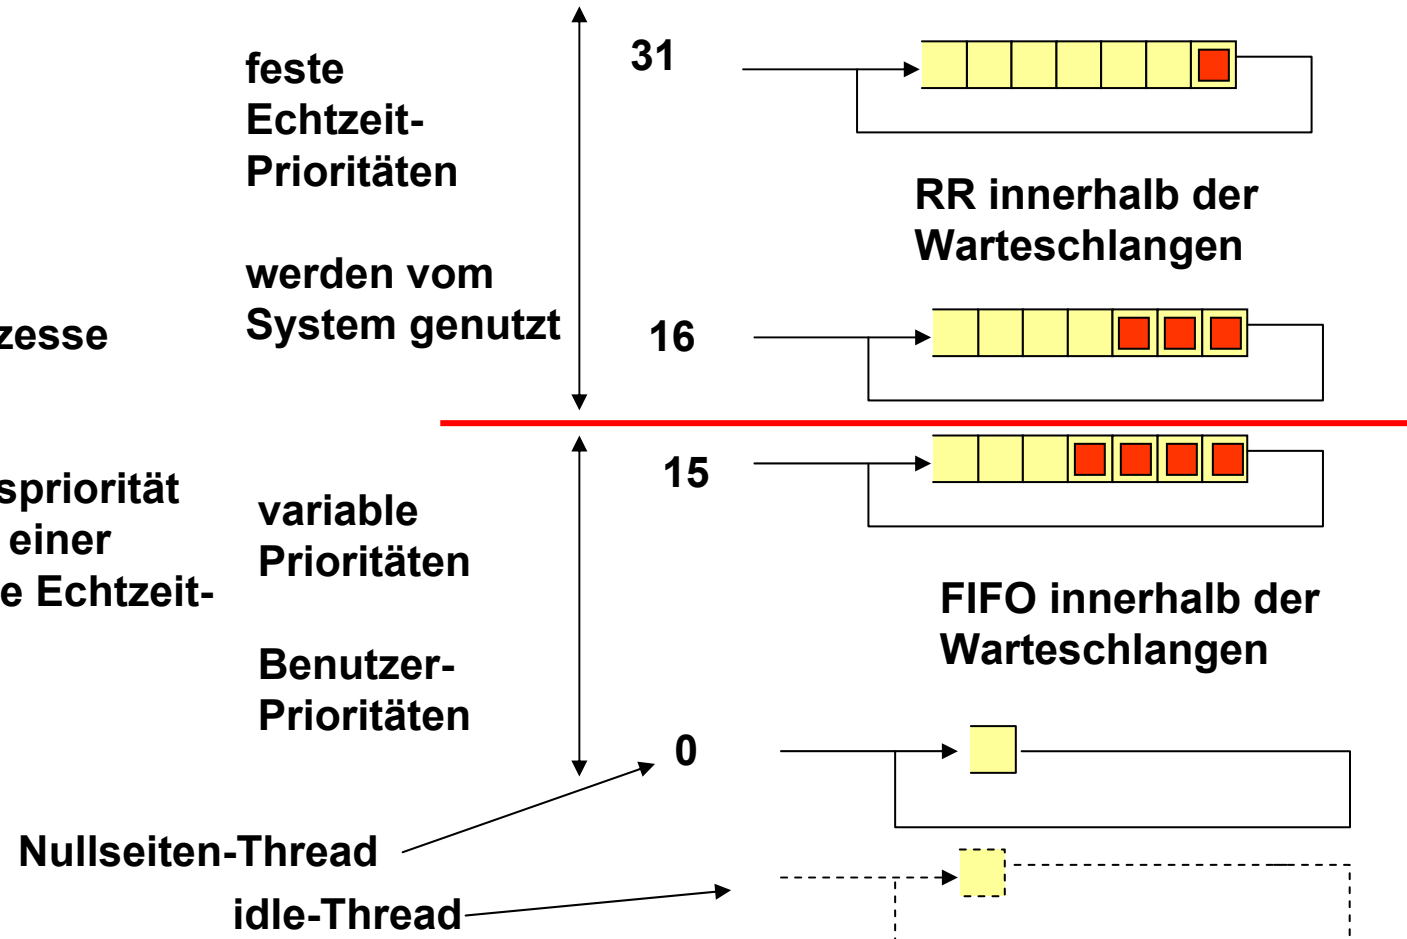 feste
Echtzeit-
Prioritäten
werden vom
System genutzt
31
RR innerhalb der
Warteschlangen
16
zesse
spriorität
einer
e Echtzeit-
variable
Prioritäten
Benutzer-
Prioritäten
15
FIFO innerhalb der
Warteschlangen
0
Nullseiten-Thread
idle-Thread